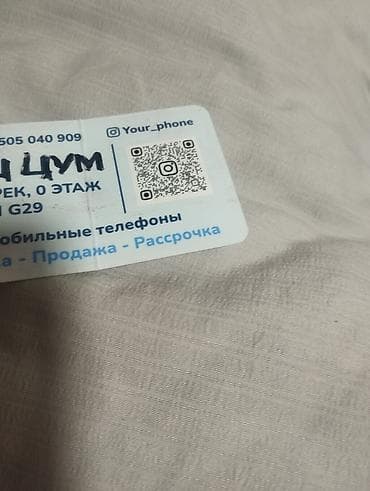 505 040 909
Your_phone
ЦУМ
РЕК, 0 ЭТАЖ
G29
обильные телефоны
а - Продажа - Рассрочка